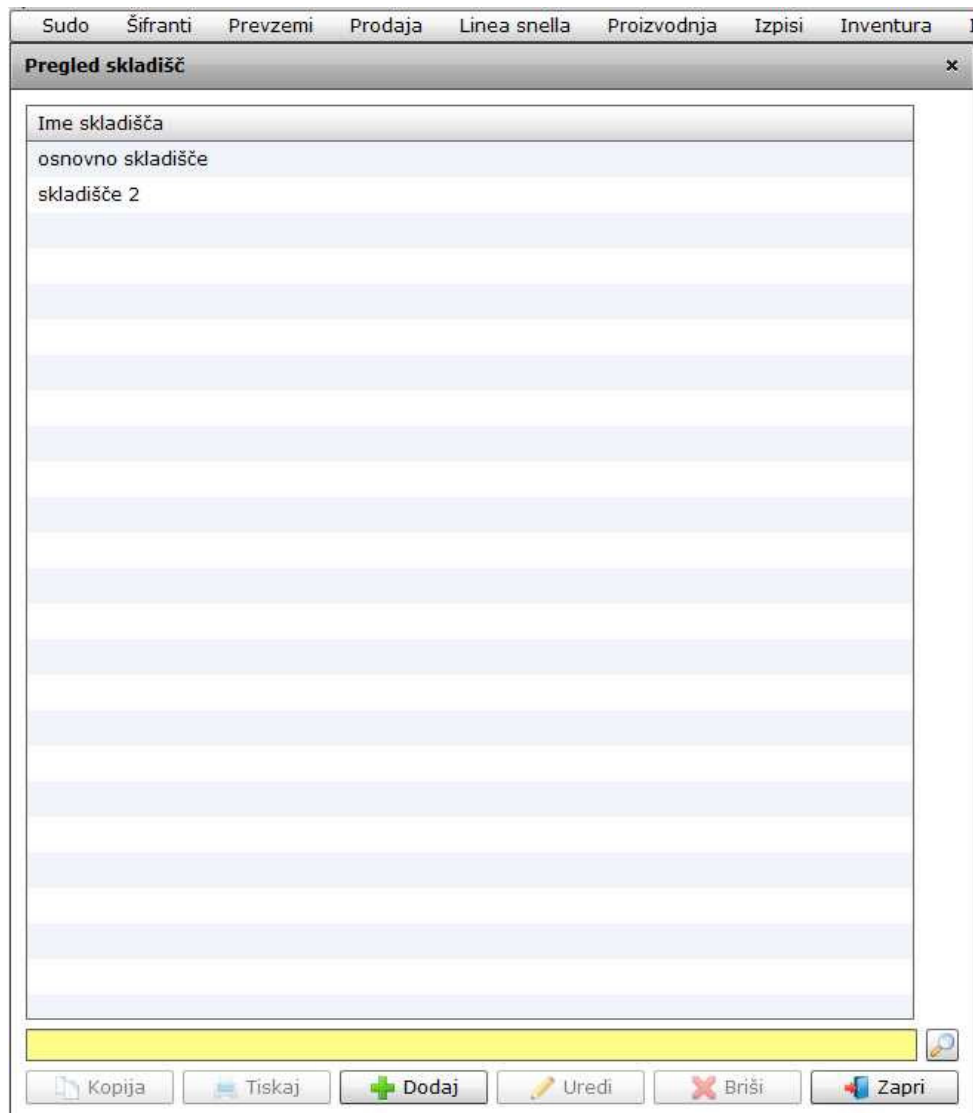 Sudo Šifranti Prevzemi Prodaja Linea snella Proizvodnja Izpisi Inventura
Pregled skladišč
Ime skladišča
osnovno skladišče
skladišče 2
Kopija Tiskaj Dodaj Uredi Briši Zapri